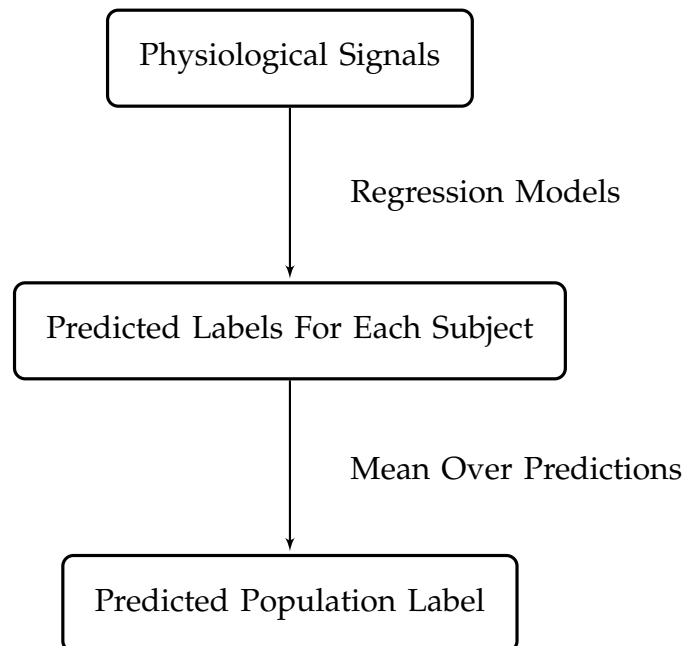 Physiological Signals
Regression Models
Predicted Labels For Each Subject
Mean Over Predictions
Predicted Population Label